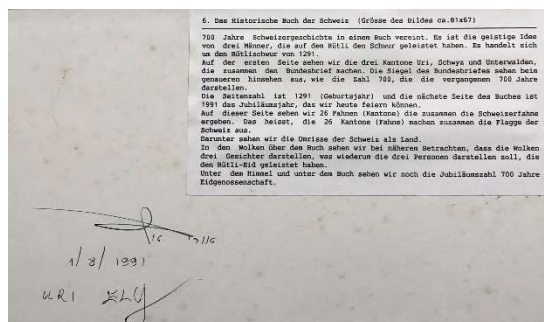 6. Das Historische Buch der Schweiz (Grösse des Bildes ca.81x67)
700 Jahre Schweizergeschichte in einem Buch vereint. Es ist die geistige Idee
von drei Männer, die auf dem Rütli den Schwur geleistet haben. Es handelt sich
um den Rütlischwur von 1291.
Auf der ersten Seite sehen wir die drei Kantone Uri, Schwyz und Unterwalden,
die zusammen den Bundesbrief machen. Die Siegel des Bundesbriefes sehen beim
genaueren hinsehen aus, wie die Zahl 700, die die vergangenen 700 Jahre
darstellen.
Die Seitenzahl ist 1291 (Geburtsjahr) und die nächste Seite des Buches ist
1991 das Jubiläumsjahr, das wir heute feiern können.
Auf dieser Seite sehen wir 26 Fahnen (Kantone) die zusammen die Schweizerfahne
ergeben. Das heisst, die 26 Kantone (Fahne) machen zusammen die Flagge der
Schweiz aus.
Darunter sehen wir die Umrisse der Schweiz als Land.
In den Wolken über dem Buch sehen wir bei näherem Betrachten, dass die Wolken
drei Gesichter darstellen, was wiederum die drei Personen darstellen soll, die
den Rütli-Eid geleistet haben.
Unter dem Himmel und unter dem Buch sehen wir noch die Jubiläumszahl 700 Jahre
Eidgenossenschaft.
1/8/1991
URI